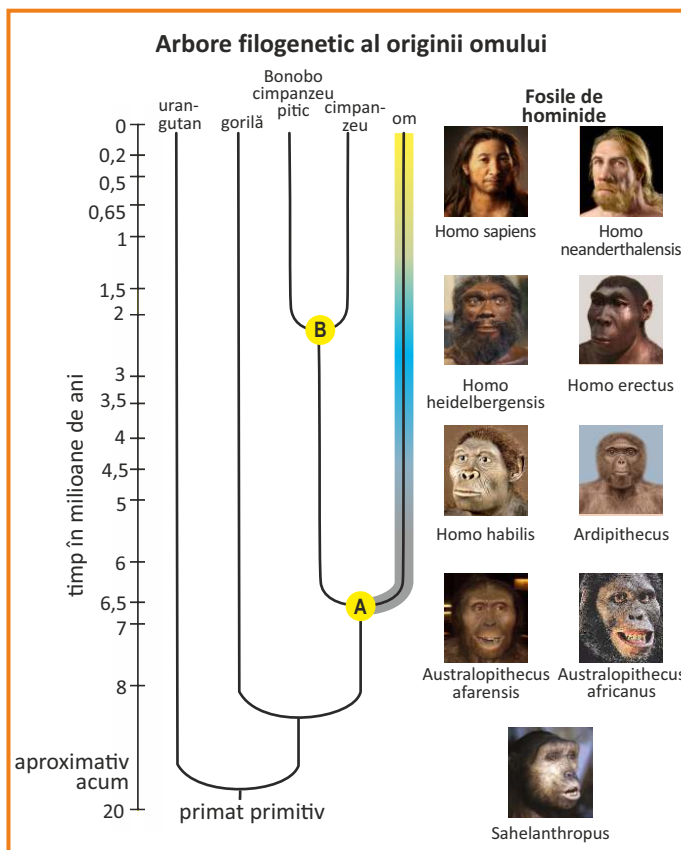 Arbore filogenetic al originii omului
uran-
gutan
gorilă
Bonobo
cimpanzeu
pitic
cimpan-
zeu
om
timp în milioane de ani
0
0,2
0,5
0,65
1
1,5
2
3
3,5
4
4,5
5
6
6,5
7
8
aproximativ
acum
20
B
A
primat primitiv
Fosile de
hominide
Homo sapiens
Homo
neanderthalensis
Homo
heidelbergensis
Homo erectus
Homo habilis
Ardipithecus
Australopithecus
afarensis
Australopithecus
africanus
Sahelanthropus